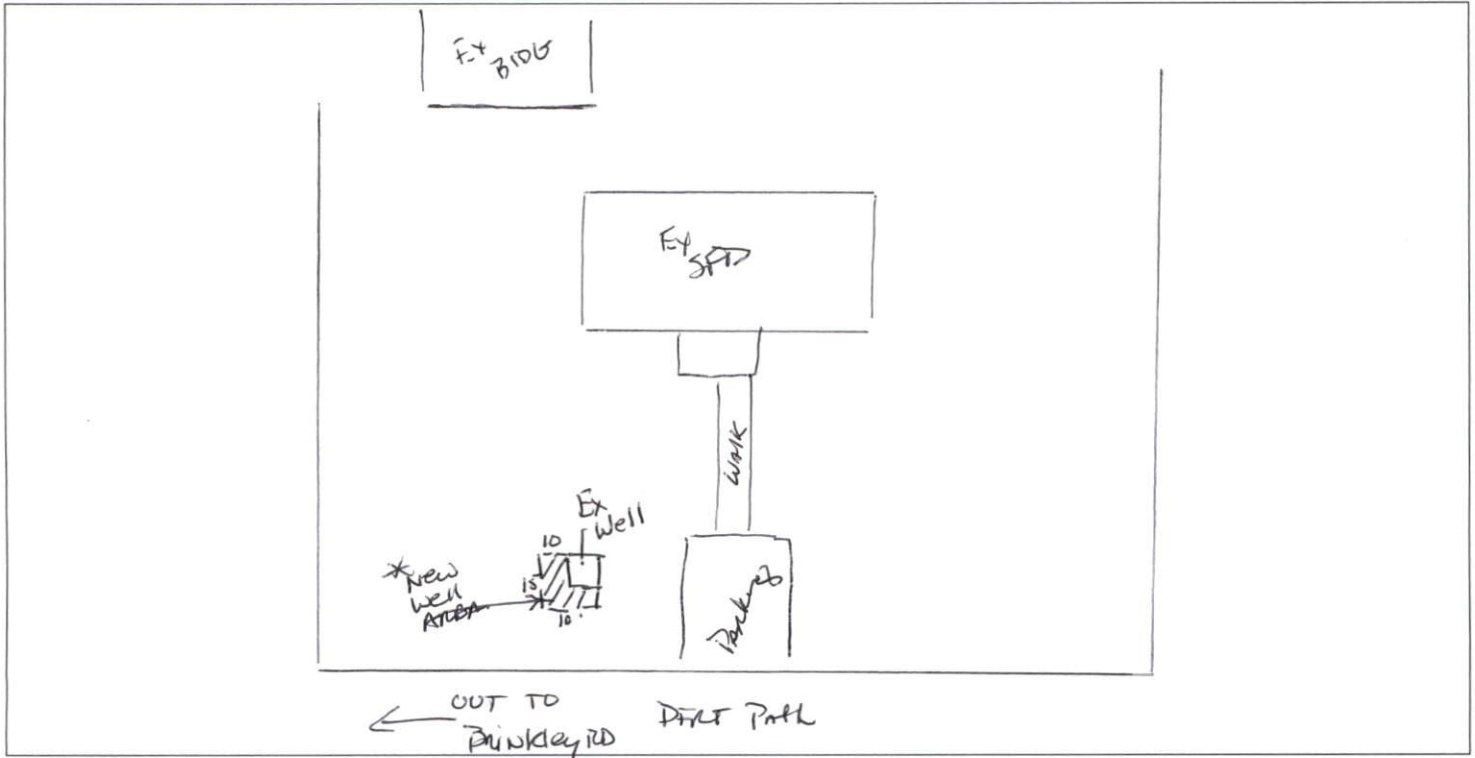 Ex
BlDG
Ex
SFD
Walk
Ex
Well
10
15
10
* New
Well
AREA
Parking
OUT TO
Brinkley RD
DIRT Path